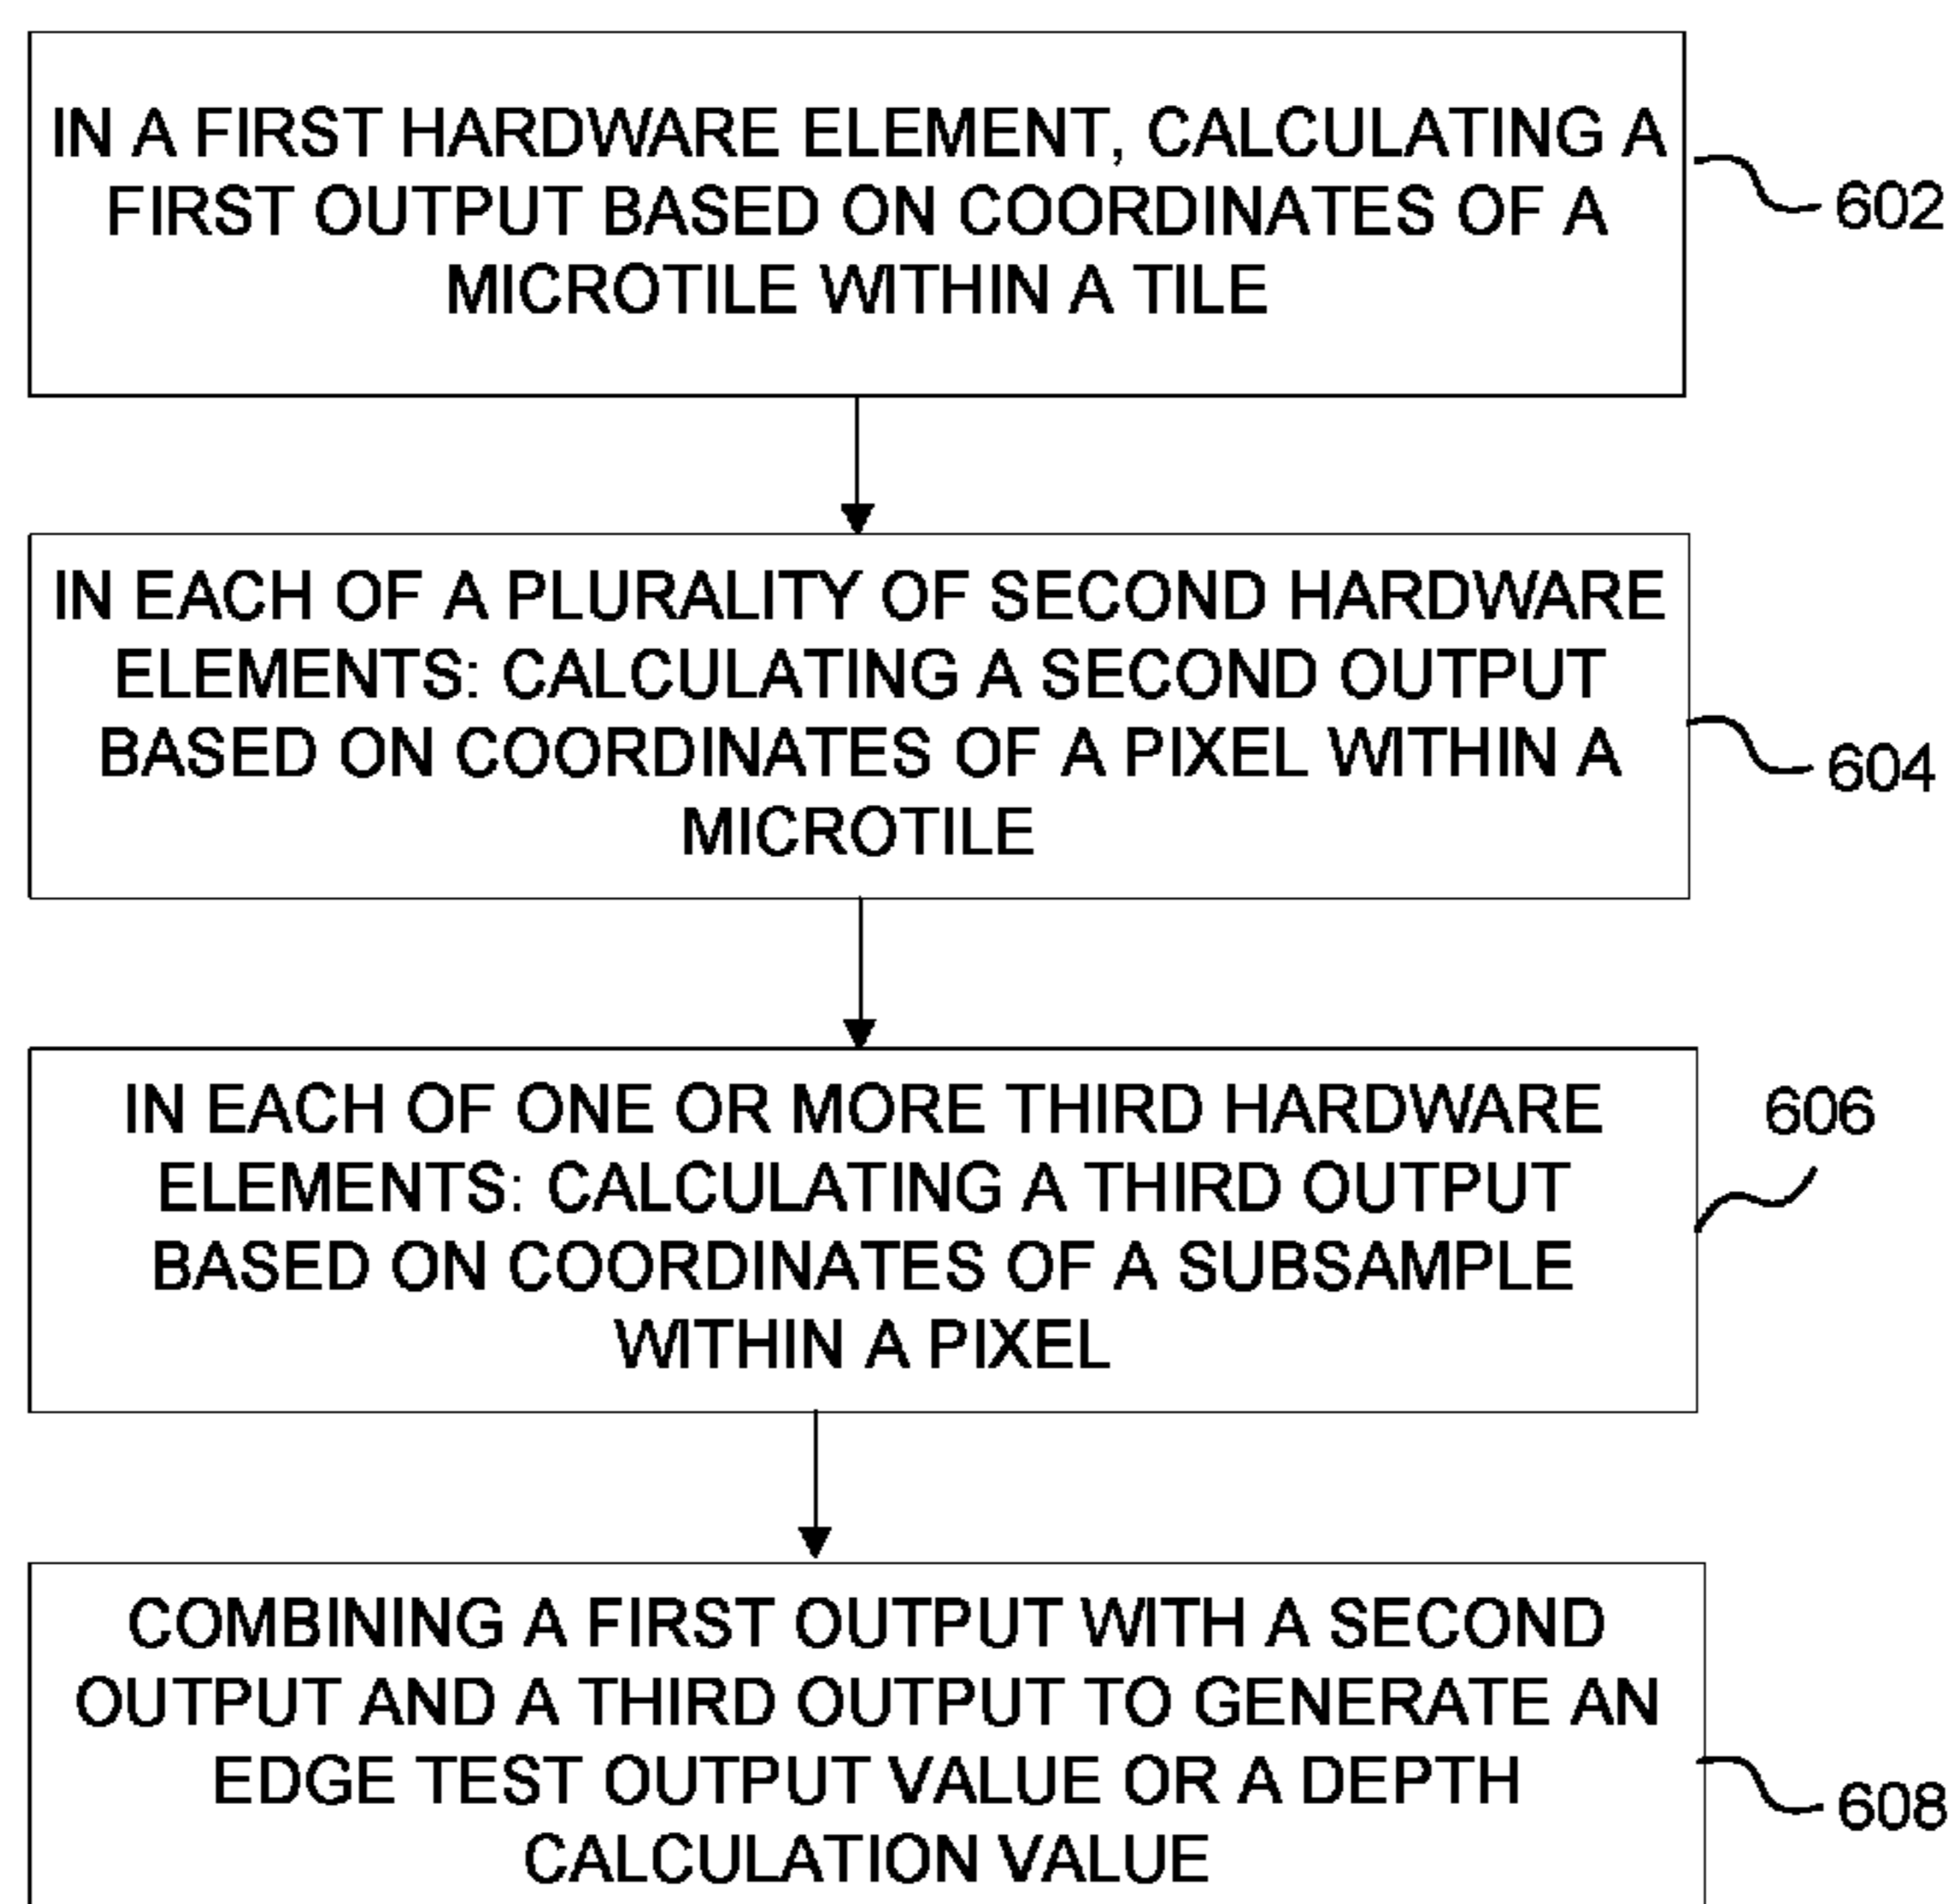 IN A FIRST HARDWARE ELEMENT, CALCULATING A
FIRST OUTPUT BASED ON COORDINATES OF A
MICROTILE WITHIN A TILE
602
IN EACH OF A PLURALITY OF SECOND HARDWARE
ELEMENTS: CALCULATING A SECOND OUTPUT
BASED ON COORDINATES OF A PIXEL WITHIN A
MICROTILE
604
IN EACH OF ONE OR MORE THIRD HARDWARE
ELEMENTS: CALCULATING A THIRD OUTPUT
BASED ON COORDINATES OF A SUBSAMPLE
WITHIN A PIXEL
606
COMBINING A FIRST OUTPUT WITH A SECOND
OUTPUT AND A THIRD OUTPUT TO GENERATE AN
EDGE TEST OUTPUT VALUE OR A DEPTH
CALCULATION VALUE
608